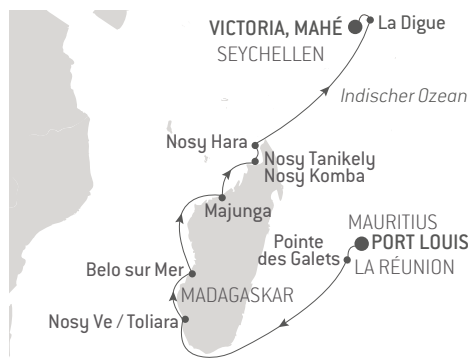 VICTORIA, MAHÉ
La Digue
SEYCHELLEN
Indischer Ozean
Nosy Hara
Nosy Tanikely
Nosy Komba
Majunga
MAURITIUS
Pointe
des Galets
PORT LOUIS
LA RÉUNION
Belo sur Mer
MADAGASKAR
Nosy Ve / Toliara